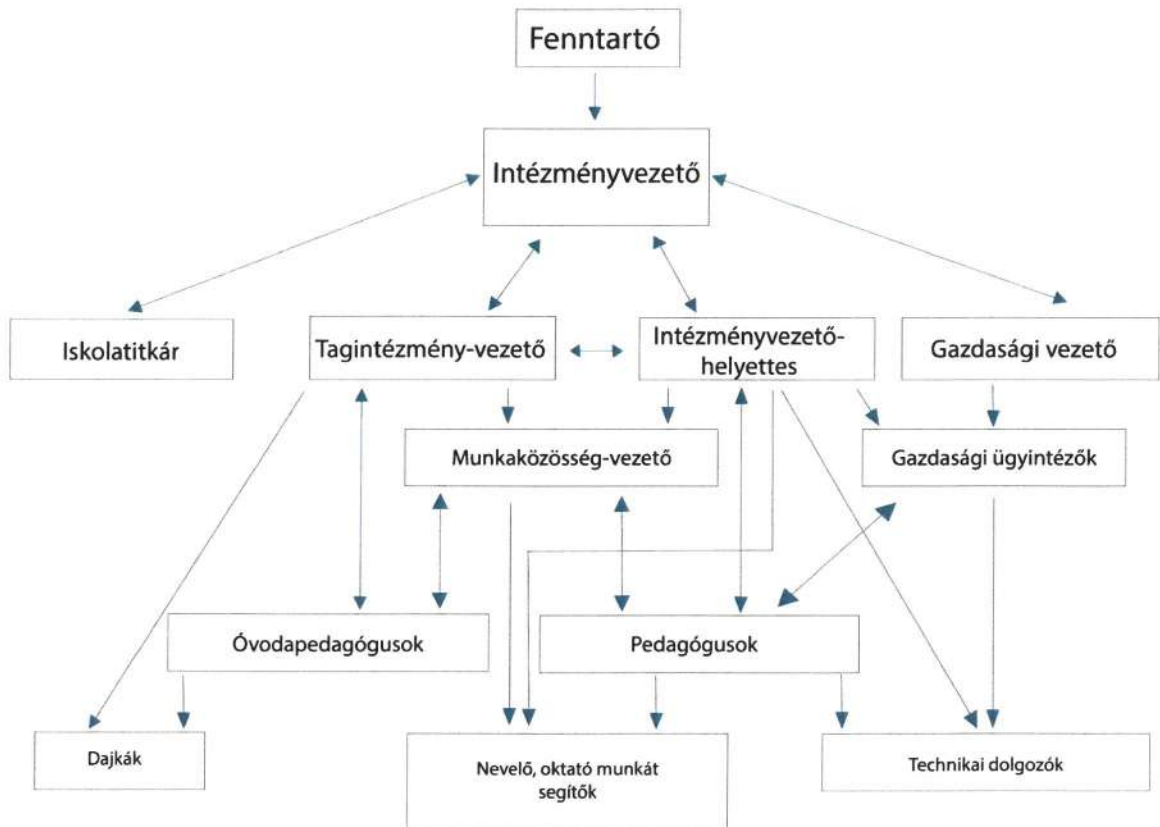 Fenntartó
Intézményvezető
Iskolatitkár
Tagintézmény-vezető
Intézményvezető-
helyettes
Gazdasági vezető
Munkaközösség-vezető
Gazdasági ügyintézők
Óvodapedagógusok
Pedagógusok
Dajkák
Nevelő, oktató munkát
segítők
Technikai dolgozók